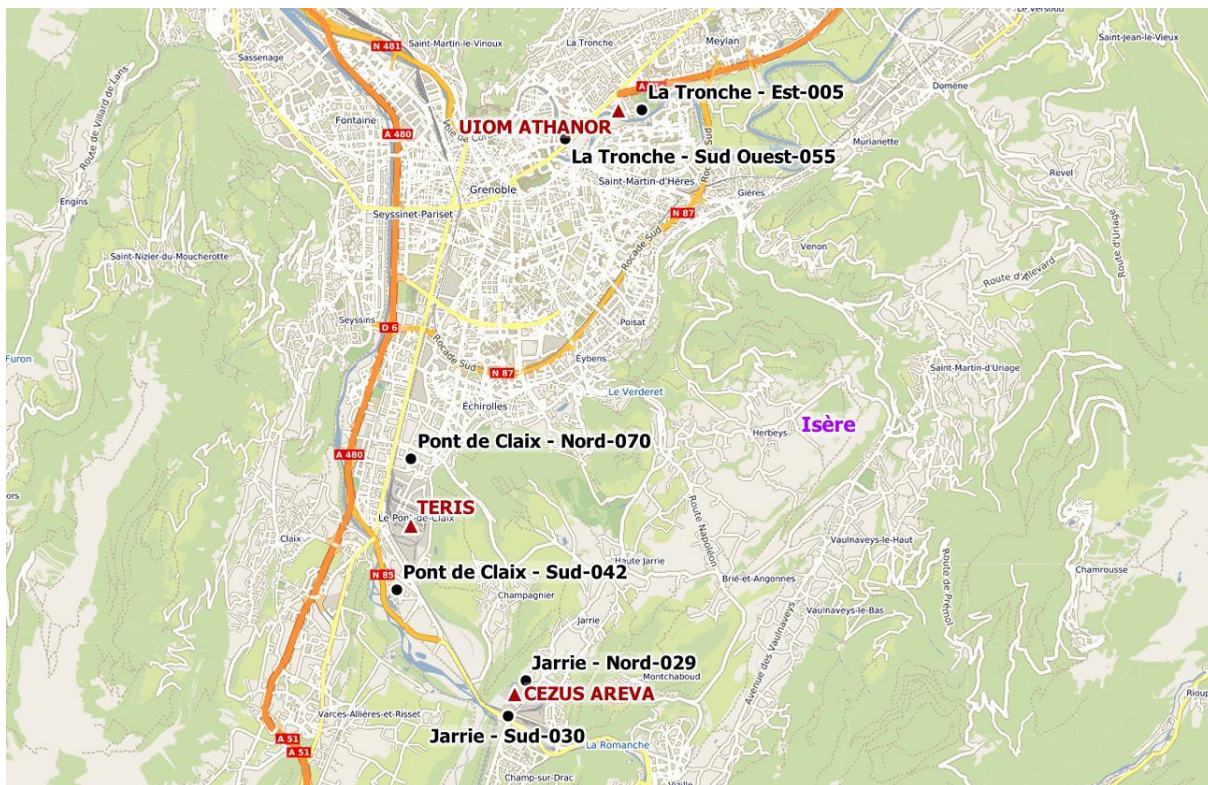 Le Versoud
N 481
Saint-Martin-le-Vinoux
La Tronche
Meylan
Saint-Jean-le-Vieux
Sassenage
Route de Villard de Lans
Domène
La Tronche - Est-005
Fontaine
A 480
UIOM ATHANOR
La Tronche - Sud Ouest-055
Murianette
Saint-Martin-d'Hères
Revel
Grenoble
Gières
Engins
Seyssinet-Pariset
N 87
Route d'Uriage
Rocade Sud
Venon
Saint-Nizier-du-Moucherotte
Route d'Allevard
Seyssins
D 6
Poisat
Rocade Sud
Furon
Eybens
N 87
Saint-Martin-d'Uriage
Le Verderet
Échirolles
Isère
Herbeys
Pont de Claix - Nord-070
A 480
TERIS
Le Pont-de-Claix
Route Napoléon
Claix
Vaulnaveys-le-Haut
Haute Jarrie
Route de Prémol
Chamrousse
N 85
Pont de Claix - Sud-042
Brié-et-Angonnes
Champagnier
Vaulnaveys-le-Bas
Jarrie
Avenue des Vaulnaveys
Jarrie - Nord-029
Montchaboud
CEZUS AREVA
Varces-Allières-et-Risset
Jarrie - Sud-030
A 51
A 51
La Romanche
Champ-sur-Drac
Vizille